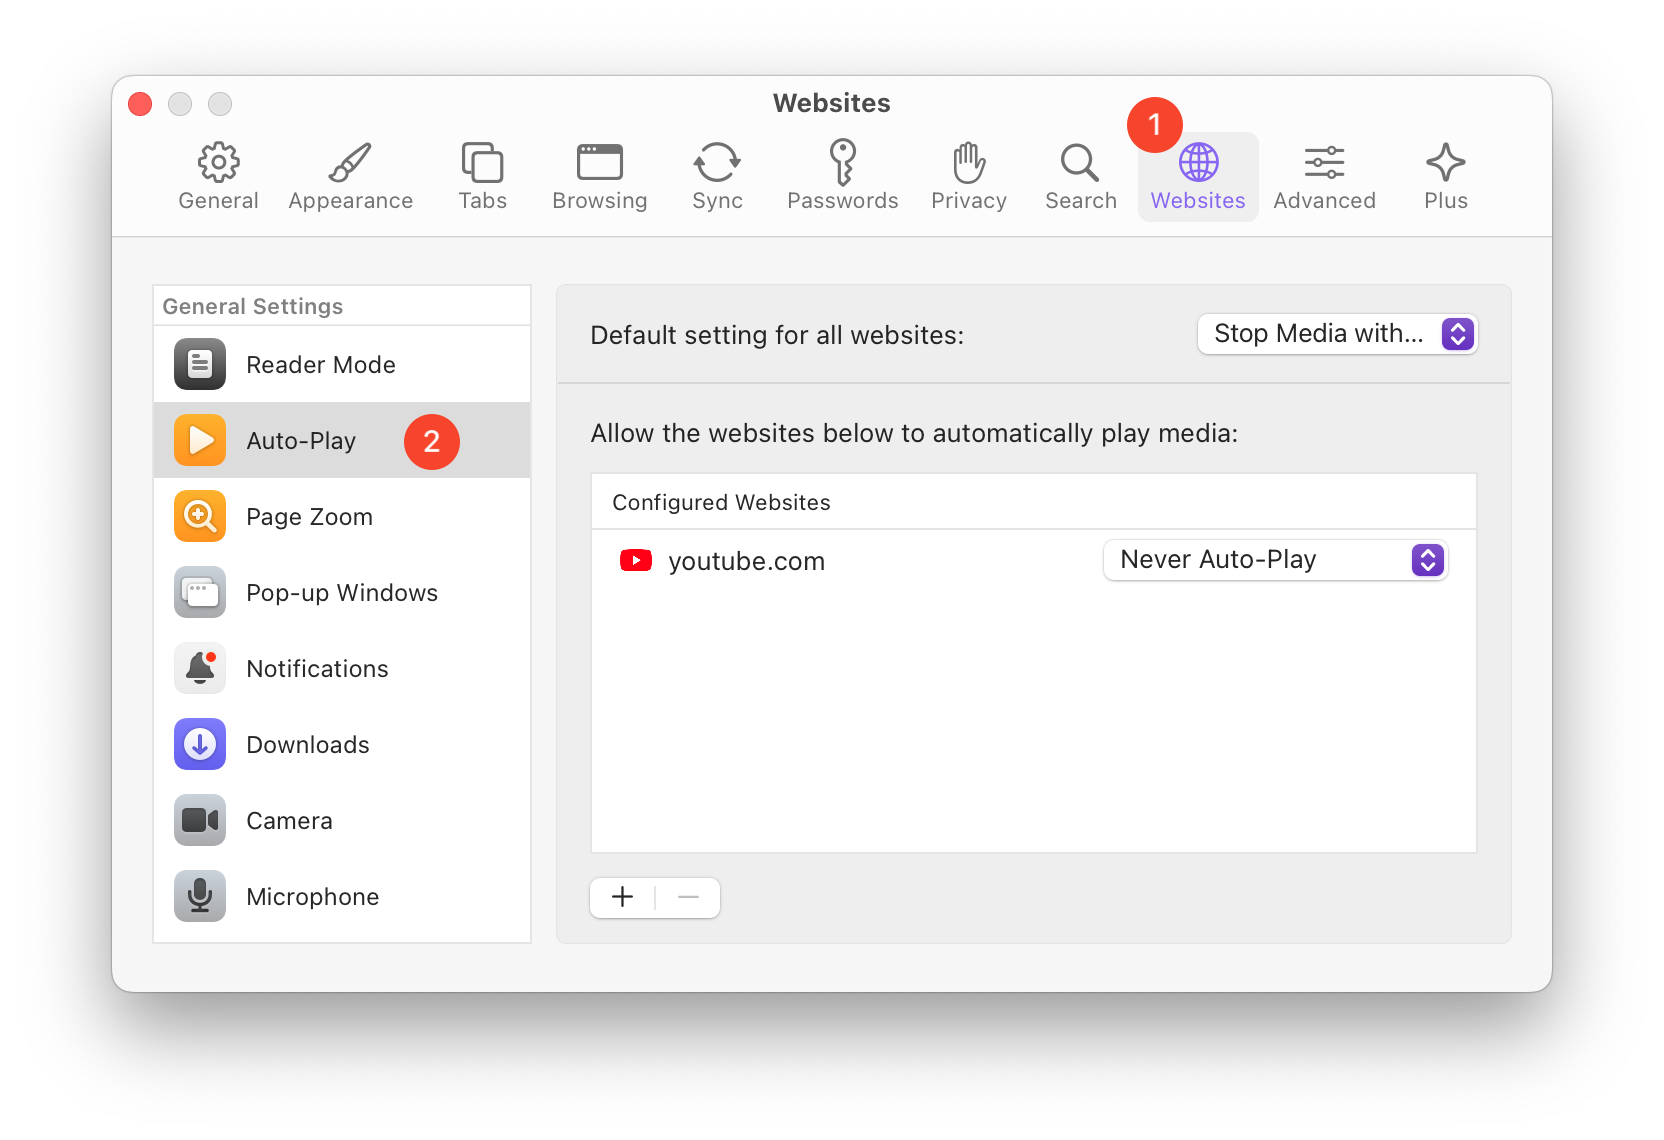 Websites
1
General Appearance Tabs Browsing Sync Passwords Privacy Search Websites Advanced Plus
General Settings
Reader Mode
Auto-Play 2
Page Zoom
Pop-up Windows
Notifications
Downloads
Camera
Microphone
Default setting for all websites: Stop Media with...
Allow the websites below to automatically play media:
Configured Websites
youtube.com Never Auto-Play